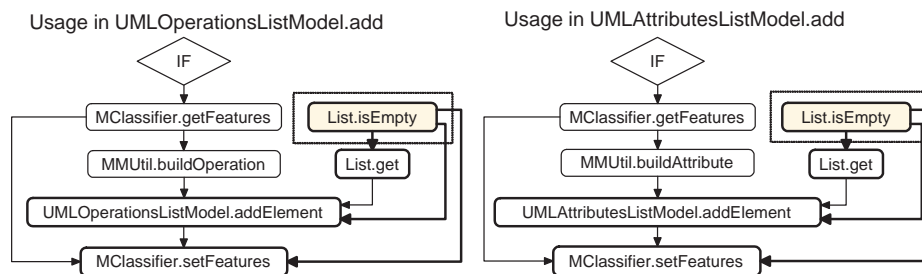 Usage in UMLOperationsListModel.add
IF
MClassifier.getFeatures
List.isEmpty
MMUtil.buildOperation
List.get
UMLOperationsListModel.addElement
MClassifier.setFeatures
Usage in UMLAttributesListModel.add
IF
MClassifier.getFeatures
List.isEmpty
MMUtil.buildAttribute
List.get
UMLAttributesListModel.addElement
MClassifier.setFeatures